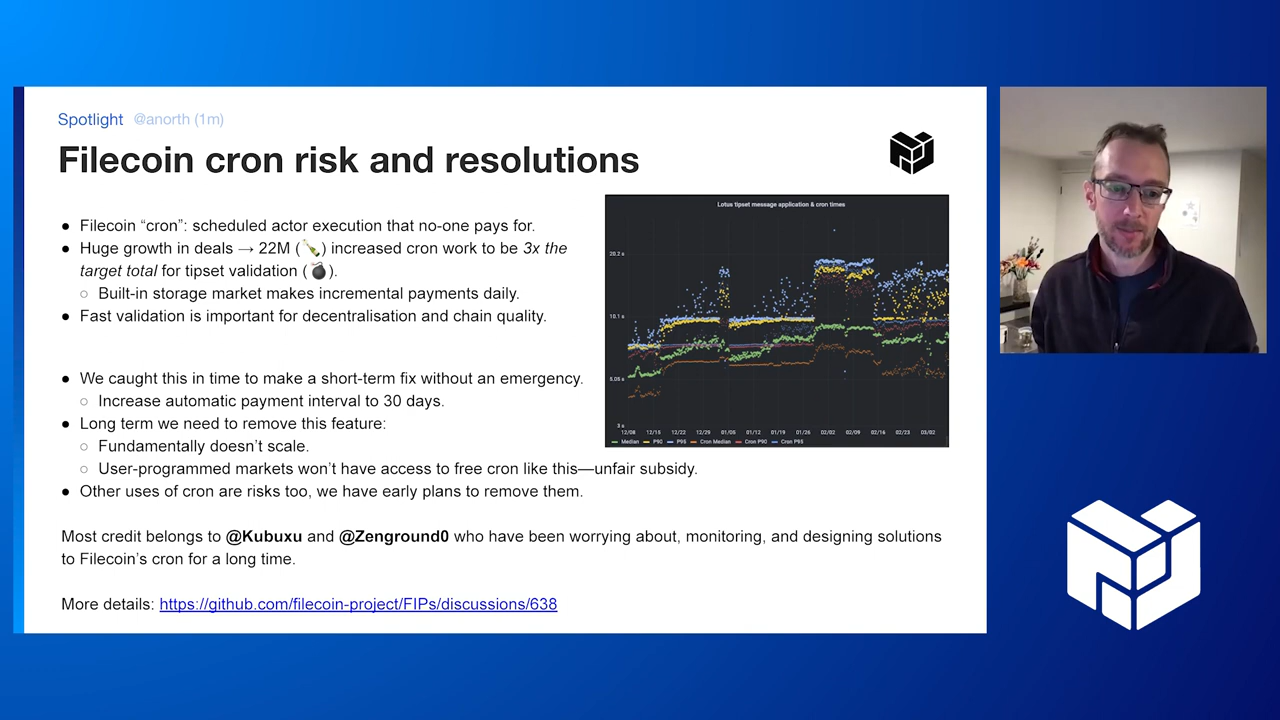 Spotlight @anorth (1m)
Filecoin cron risk and resolutions
● Filecoin “cron”: scheduled actor execution that no-one pays for.
● Huge growth in deals → 22M (🍾) increased cron work to be 3x the
target total for tipset validation (💣).
○ Built-in storage market makes incremental payments daily.
● Fast validation is important for decentralisation and chain quality.
● We caught this in time to make a short-term fix without an emergency.
○ Increase automatic payment interval to 30 days.
● Long term we need to remove this feature:
○ Fundamentally doesn’t scale.
○ User-programmed markets won’t have access to free cron like this—unfair subsidy.
● Other uses of cron are risks too, we have early plans to remove them.
Most credit belongs to @Kubuxu and @Zenground0 who have been worrying about, monitoring, and designing solutions
to Filecoin’s cron for a long time.
More details: https://github.com/filecoin-project/FIPs/discussions/638
Lotus tipset message application & cron times
20.2 s
10.1 s
5.05 s
3 s
12/08 12/15 12/22 12/29 01/05 01/12 01/19 01/26 02/02 02/09 02/16 02/23 03/02
Median P90 P95 Cron Median Cron P90 Cron P95